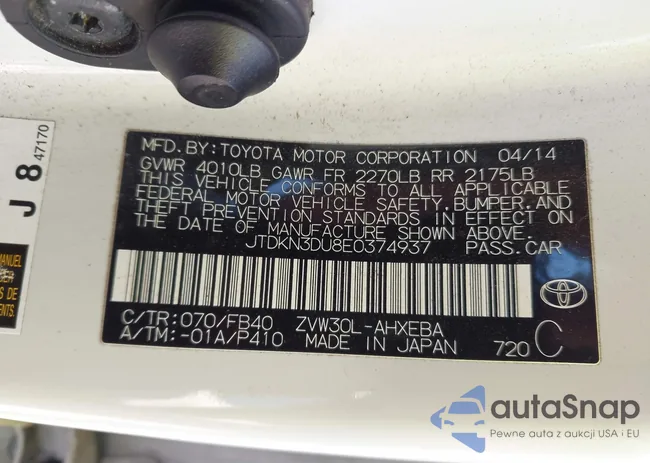 MFD. BY: TOYOTA MOTOR CORPORATION 04/14
GVWR 4010LB GAWR FR 2270LB RR 2175LB
THIS VEHICLE CONFORMS TO ALL APPLICABLE
FEDERAL MOTOR VEHICLE SAFETY, BUMPER, AND
THEFT PREVENTION STANDARDS IN EFFECT ON
THE DATE OF MANUFACTURE SHOWN ABOVE.
JTDKN3DU8E0374937 PASS. CAR
C/TR: 070/FB40 ZVW30L-AHXEBA
A/TM: -01A/P410 MADE IN JAPAN 720 C
J 8 47170
MANUEL
DE
ENTS.
autaSnap
Pewne auta z aukcji USA i EU